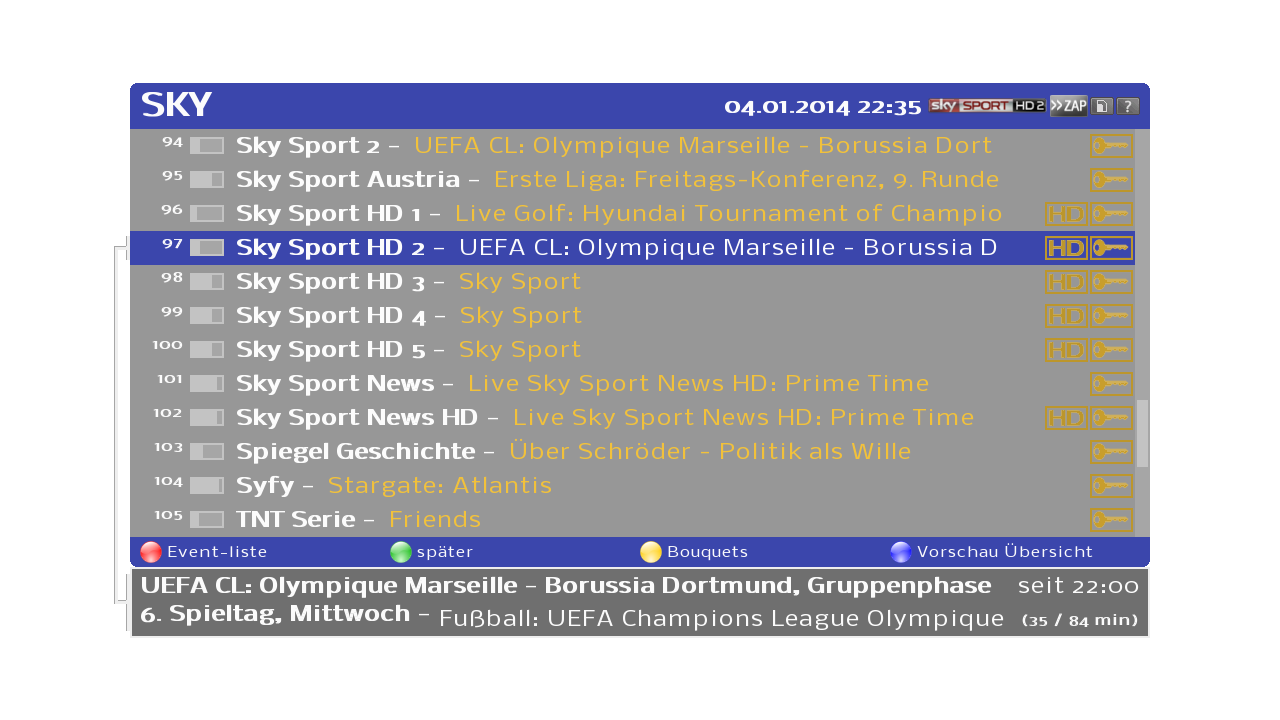 SKY 04.01.2014 22:35 sky SPORT HD 2 »ZAP ?
94 Sky Sport 2 - UEFA CL: Olympique Marseille - Borussia Dort
95 Sky Sport Austria - Erste Liga: Freitags-Konferenz, 9. Runde
96 Sky Sport HD 1 - Live Golf: Hyundai Tournament of Champio HD
97 Sky Sport HD 2 - UEFA CL: Olympique Marseille - Borussia D HD
98 Sky Sport HD 3 - Sky Sport HD
99 Sky Sport HD 4 - Sky Sport HD
100 Sky Sport HD 5 - Sky Sport HD
101 Sky Sport News - Live Sky Sport News HD: Prime Time
102 Sky Sport News HD - Live Sky Sport News HD: Prime Time HD
103 Spiegel Geschichte - Über Schröder - Politik als Wille
104 Syfy - Stargate: Atlantis
105 TNT Serie - Friends
Event-liste später Bouquets Vorschau Übersicht
UEFA CL: Olympique Marseille - Borussia Dortmund, Gruppenphase seit 22:00
6. Spieltag, Mittwoch - Fußball: UEFA Champions League Olympique (35 / 84 min)